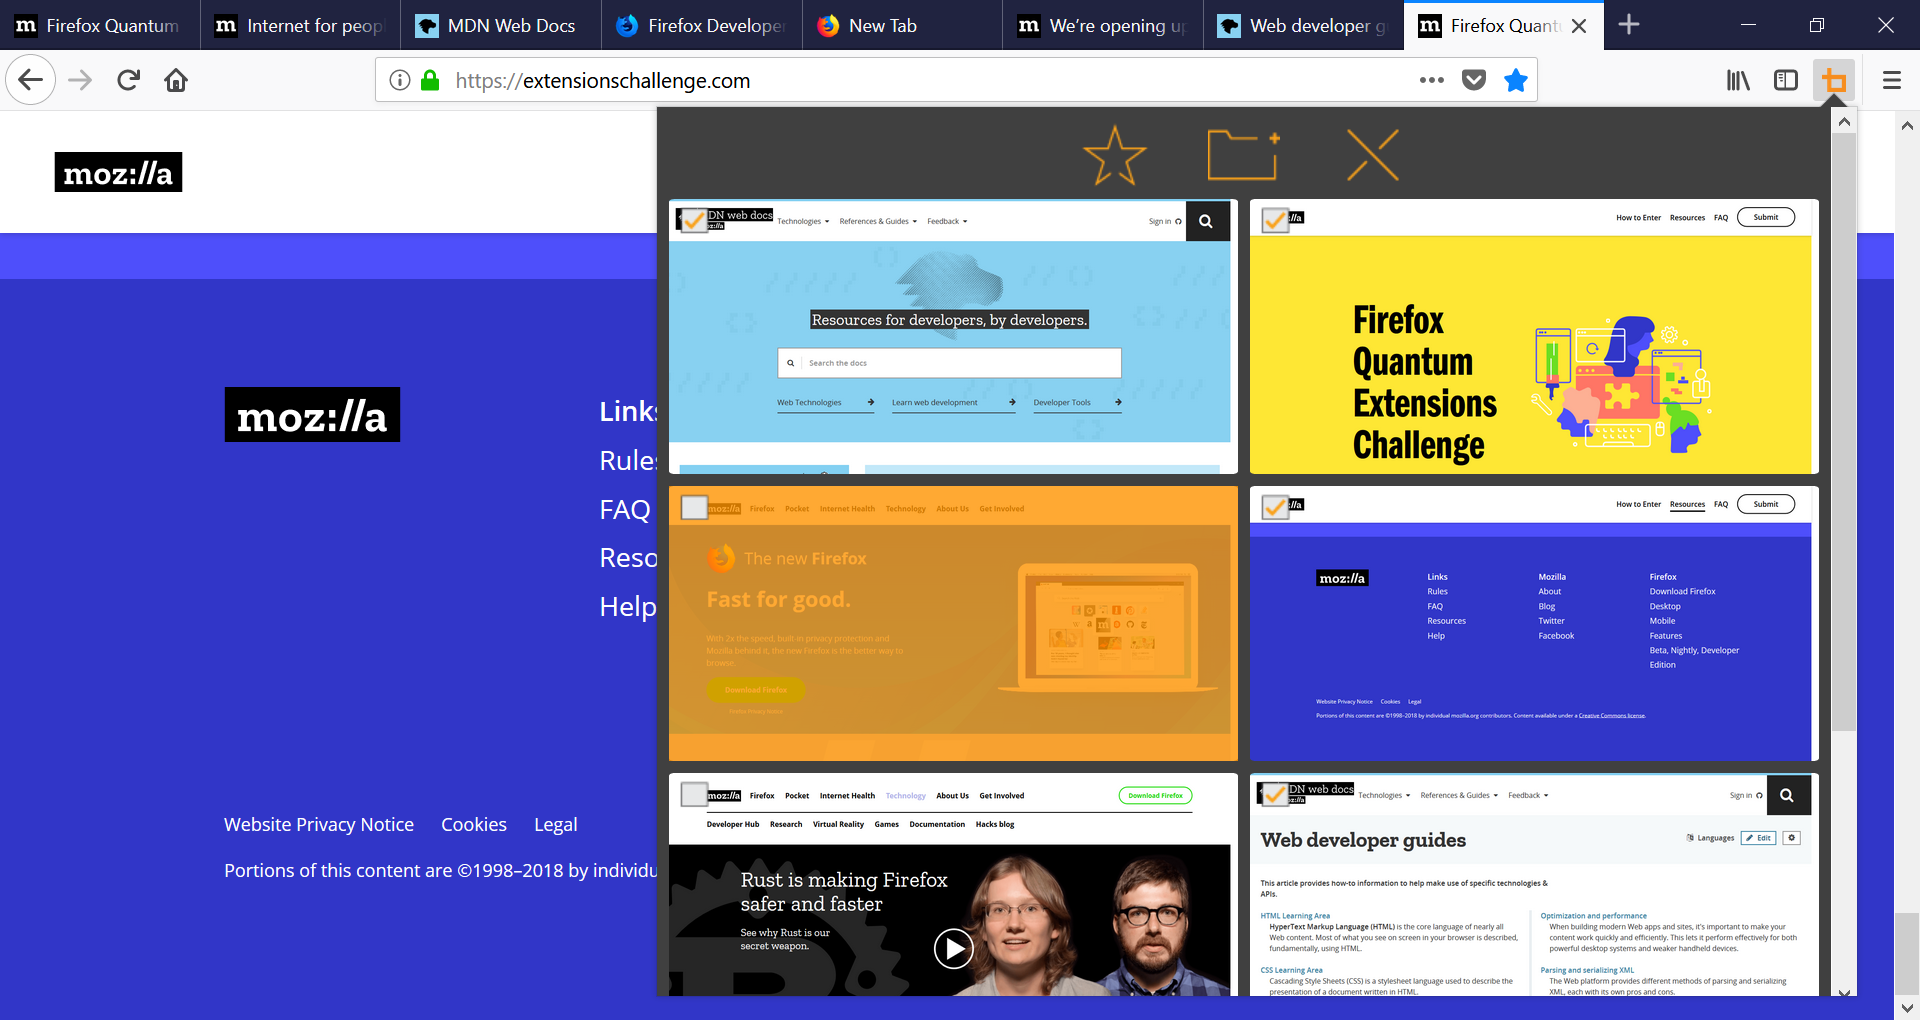 Firefox Quantum
Internet for peop
MDN Web Docs
Firefox Develope
New Tab
We're opening up
Web developer g
Firefox Quant
https://extensionschallenge.com
moz://a
moz://a
Links
Rules
FAQ
Reso
Help
Website Privacy Notice Cookies Legal
Portions of this content are ©1998–2018 by individu
DN web docs
Technologies References & Guides Feedback Sign in
Resources for developers, by developers.
Search the docs
Web Technologies Learn web development Developer Tools
://a How to Enter Resources FAQ Submit
Firefox
Quantum
Extensions
Challenge
moz://a Firefox Pocket Internet Health Technology About Us Get Involved
The new Firefox
Fast for good.
With 2x the speed, built-in privacy protection and
Mozilla behind it, the new Firefox is the better way to
browse.
Download Firefox
Firefox Privacy Notice
://a How to Enter Resources FAQ Submit
moz://a
Links Mozilla Firefox
Rules About Download Firefox
FAQ Blog Desktop
Resources Twitter Mobile
Help Facebook Features
Beta, Nightly, Developer
Edition
Website Privacy Notice Cookies Legal
Portions of this content are ©1998–2018 by individual mozilla.org contributors. Content available under a Creative Commons license.
moz://a Firefox Pocket Internet Health Technology About Us Get Involved Download Firefox
Developer Hub Research Virtual Reality Games Documentation Hacks blog
Rust is making Firefox
safer and faster
See why Rust is our
secret weapon.
DN web docs
Technologies References & Guides Feedback Sign in
Web developer guides
Languages Edit
This article provides how-to information to help make use of specific technologies &
APIs.
HTML Learning Area
HyperText Markup Language (HTML) is the core language of nearly all
Web content. Most of what you see on screen in your browser is described,
fundamentally, using HTML.
CSS Learning Area
Cascading Style Sheets (CSS) is a stylesheet language used to describe the
presentation of a document written in HTML.
Optimization and performance
When building modern Web apps and sites, it's important to make your
content work quickly and efficiently. This lets it perform effectively for both
powerful desktop systems and weaker handheld devices.
Parsing and serializing XML
The Web platform provides different methods of parsing and serializing
XML, each with its own pros and cons.